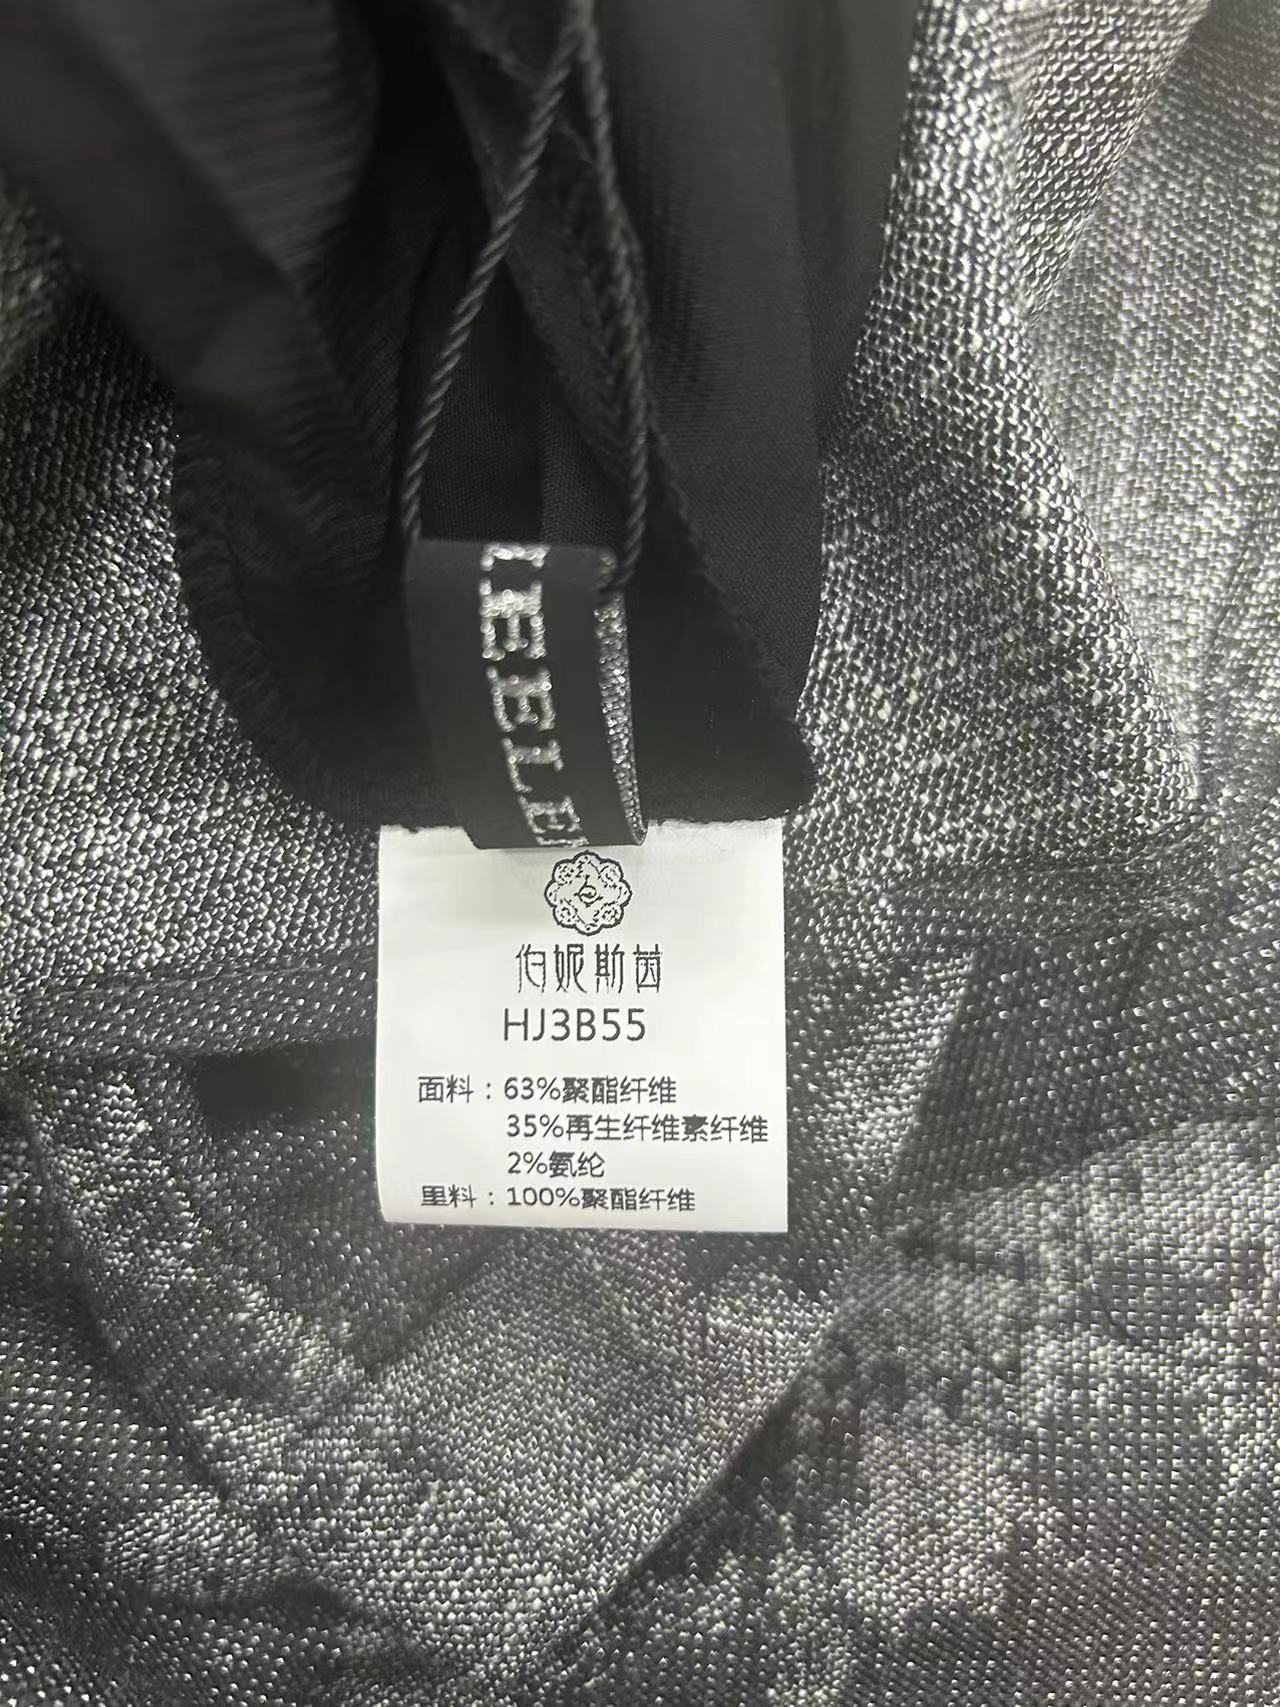 伯妮斯茵
HJ3B55
面料：63%聚酯纤维
35%再生纤维素纤维
2%氨纶
里料：100%聚酯纤维